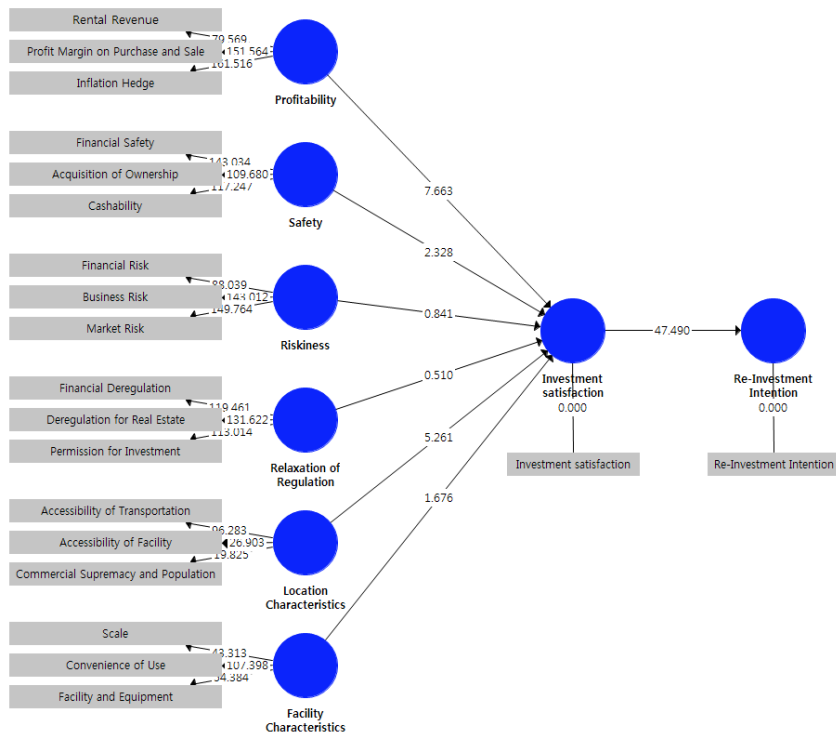 Rental Revenue
79.569
Profit Margin on Purchase and Sale
151.564
161.516
Inflation Hedge
Profitability
Financial Safety
143.034
Acquisition of Ownership
109.680
117.247
Cashability
Safety
7.663
2.328
Financial Risk
88.039
Business Risk
143.012
149.764
Market Risk
Riskiness
0.841
47.490
Investment
satisfaction
0.000
Re-Investment
Intention
0.000
Financial Deregulation
119.461
Deregulation for Real Estate
131.622
113.014
Permission for Investment
Relaxation of
Regulation
0.510
Investment satisfaction
Re-Investment Intention
5.261
1.676
Accessibility of Transportation
96.283
Accessibility of Facility
26.903
19.825
Commercial Supremacy and Population
Location
Characteristics
Scale
43.313
Convenience of Use
107.398
54.384
Facility and Equipment
Facility
Characteristics